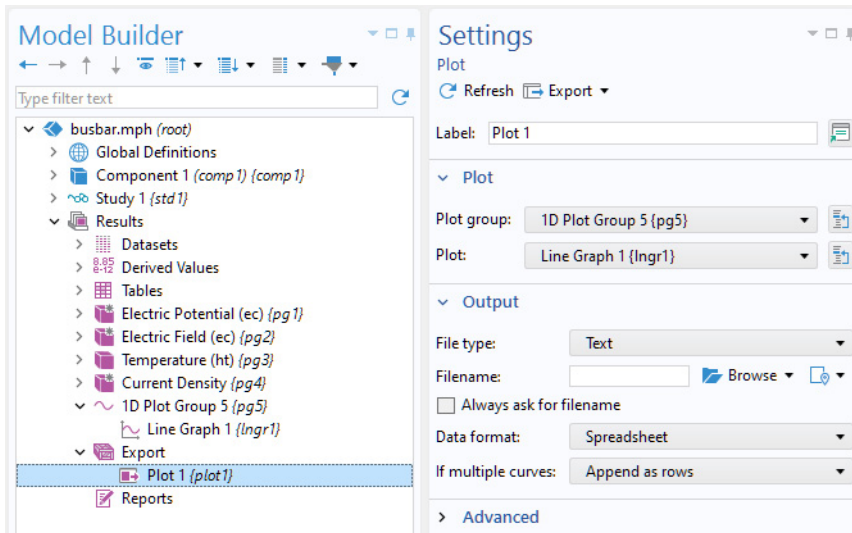 Model Builder
Type filter text
busbar.mph (root)
Global Definitions
Component 1 (comp1) {comp1}
Study 1 {std1}
Results
Datasets
8.85
e-12
Derived Values
Tables
Electric Potential (ec) {pg1}
Electric Field (ec) {pg2}
Temperature (ht) {pg3}
Current Density {pg4}
1D Plot Group 5 {pg5}
Line Graph 1 {lngr1}
Export
Plot 1 {plot1}
Reports
Settings
Plot
Refresh Export
Label: Plot 1
Plot
Plot group: 1D Plot Group 5 {pg5}
Plot: Line Graph 1 {lngr1}
Output
File type: Text
Filename: Browse
Always ask for filename
Data format: Spreadsheet
If multiple curves: Append as rows
Advanced